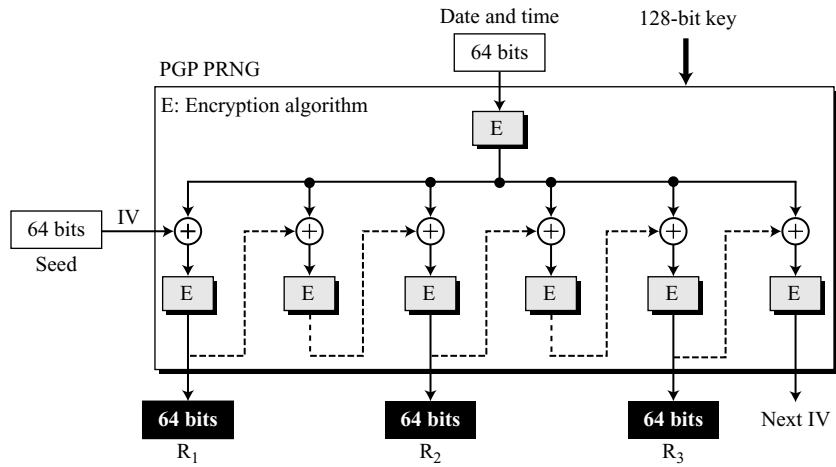 Date and time
128-bit key
64 bits
PGP PRNG
E: Encryption algorithm
E
64 bits
IV
Seed
+ + + + + +
E E E E E E
64 bits 64 bits 64 bits Next IV
R1 R2 R3